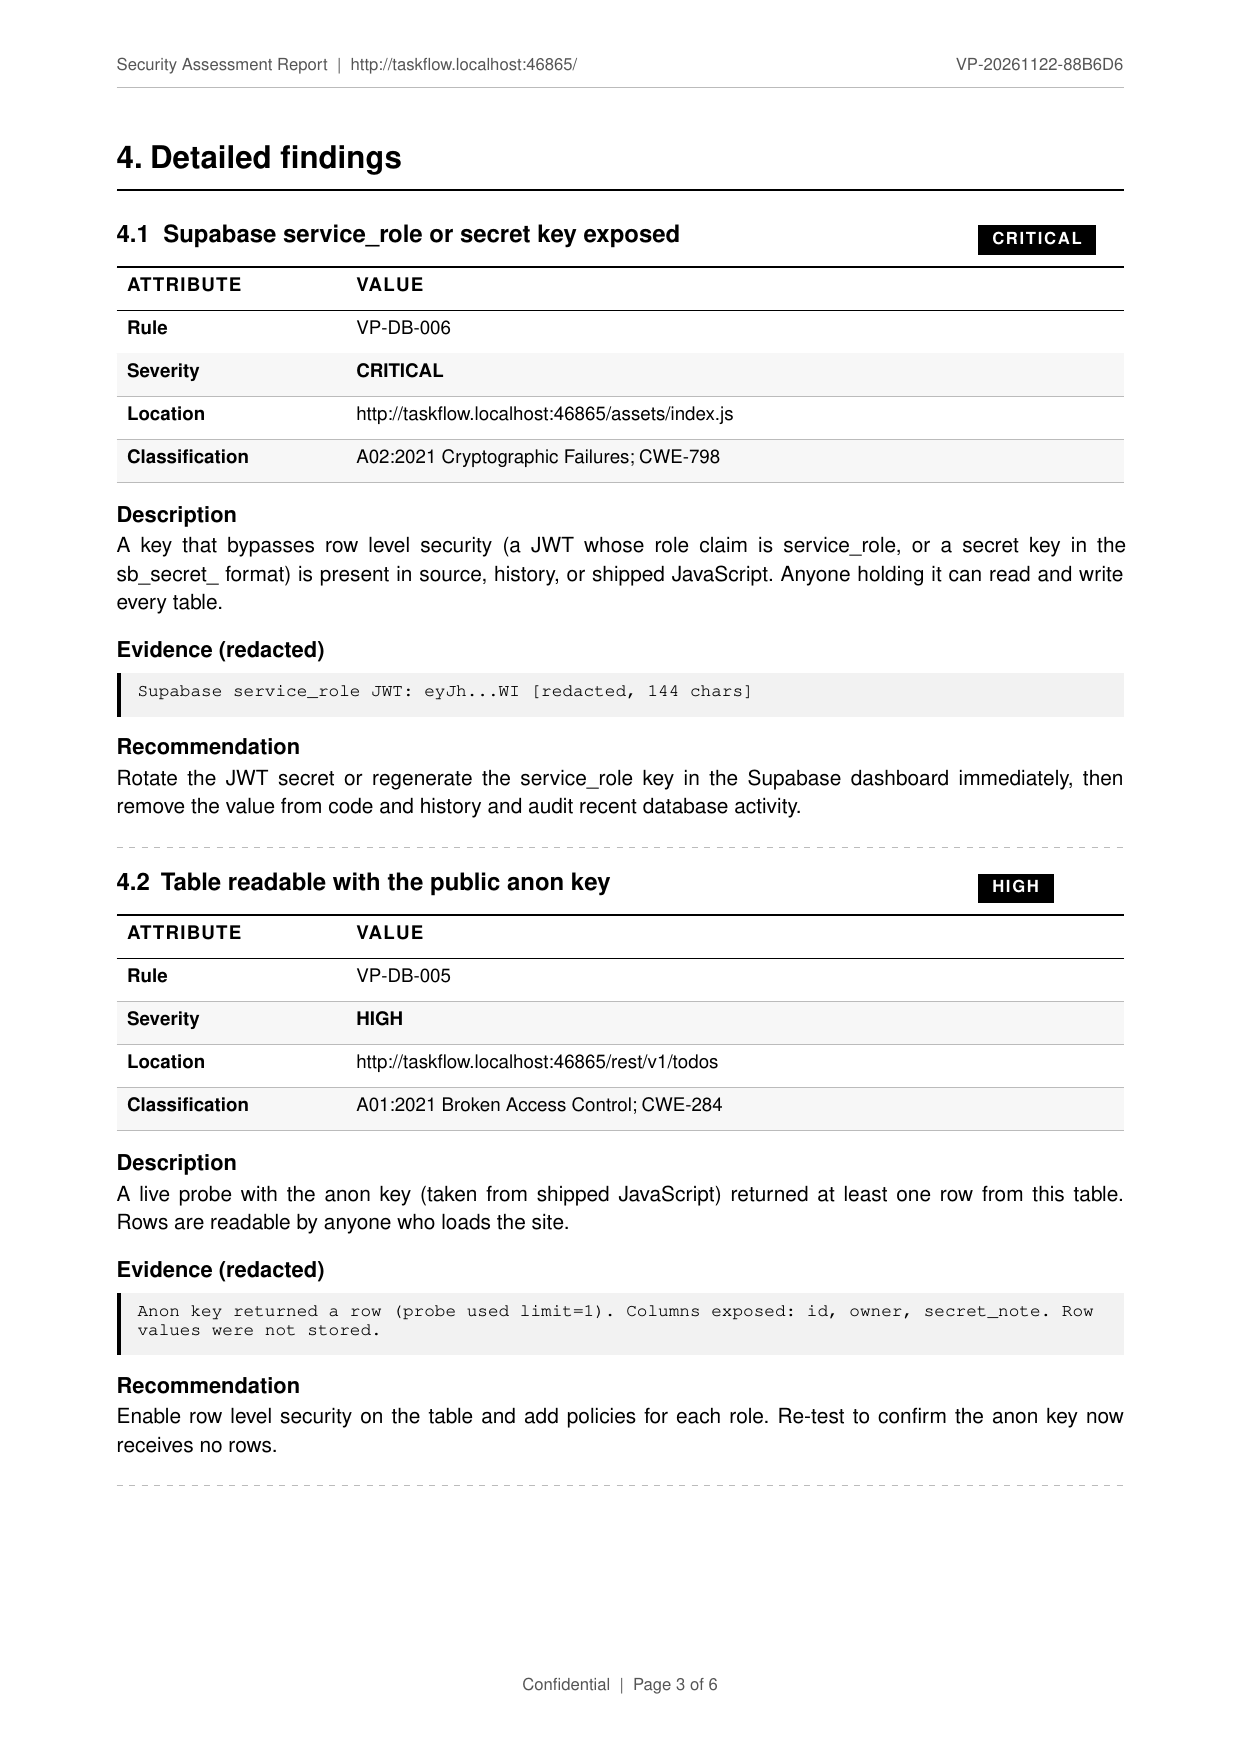 Security Assessment Report | http://taskflow.localhost:46865/ VP-20261122-88B6D6
4. Detailed findings
4.1 Supabase service_role or secret key exposed CRITICAL
ATTRIBUTE VALUE
Rule VP-DB-006
Severity CRITICAL
Location http://taskflow.localhost:46865/assets/index.js
Classification A02:2021 Cryptographic Failures; CWE-798
Description
A key that bypasses row level security (a JWT whose role claim is service_role, or a secret key in the
sb_secret_ format) is present in source, history, or shipped JavaScript. Anyone holding it can read and write
every table.
Evidence (redacted)
Supabase service_role JWT: eyJh...WI [redacted, 144 chars]
Recommendation
Rotate the JWT secret or regenerate the service_role key in the Supabase dashboard immediately, then
remove the value from code and history and audit recent database activity.
4.2 Table readable with the public anon key HIGH
ATTRIBUTE VALUE
Rule VP-DB-005
Severity HIGH
Location http://taskflow.localhost:46865/rest/v1/todos
Classification A01:2021 Broken Access Control; CWE-284
Description
A live probe with the anon key (taken from shipped JavaScript) returned at least one row from this table.
Rows are readable by anyone who loads the site.
Evidence (redacted)
Anon key returned a row (probe used limit=1). Columns exposed: id, owner, secret_note. Row
values were not stored.
Recommendation
Enable row level security on the table and add policies for each role. Re-test to confirm the anon key now
receives no rows.
Confidential | Page 3 of 6